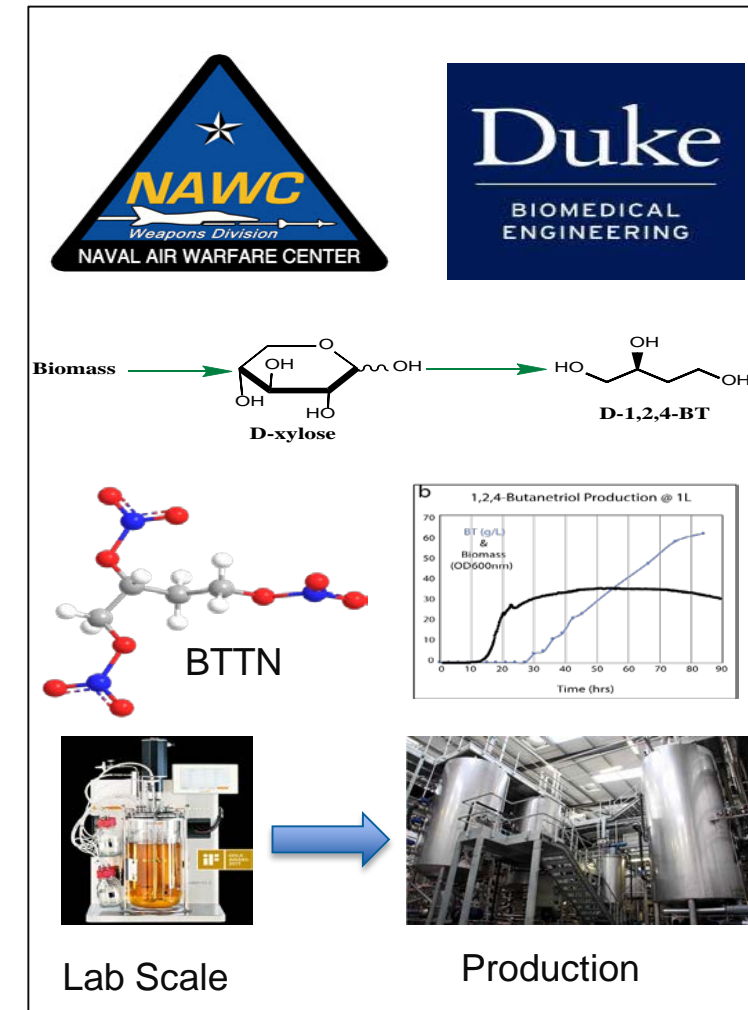 NAWC
Weapons Division
NAVAL AIR WARFARE CENTER
Duke
BIOMEDICAL
ENGINEERING
Biomass
O
OH
OH
OH
HO
D-xylose
OH
HO
OH
D-1,2,4-BT
BTTN
b
1,2,4-Butanetriol Production @ 1L
BT (g/L)
&
Biomass
(OD600nm)
70
60
50
40
30
20
10
0
0 10 20 30 40 50 60 70 80 90
Time (hrs)
iF
Lab Scale
Production